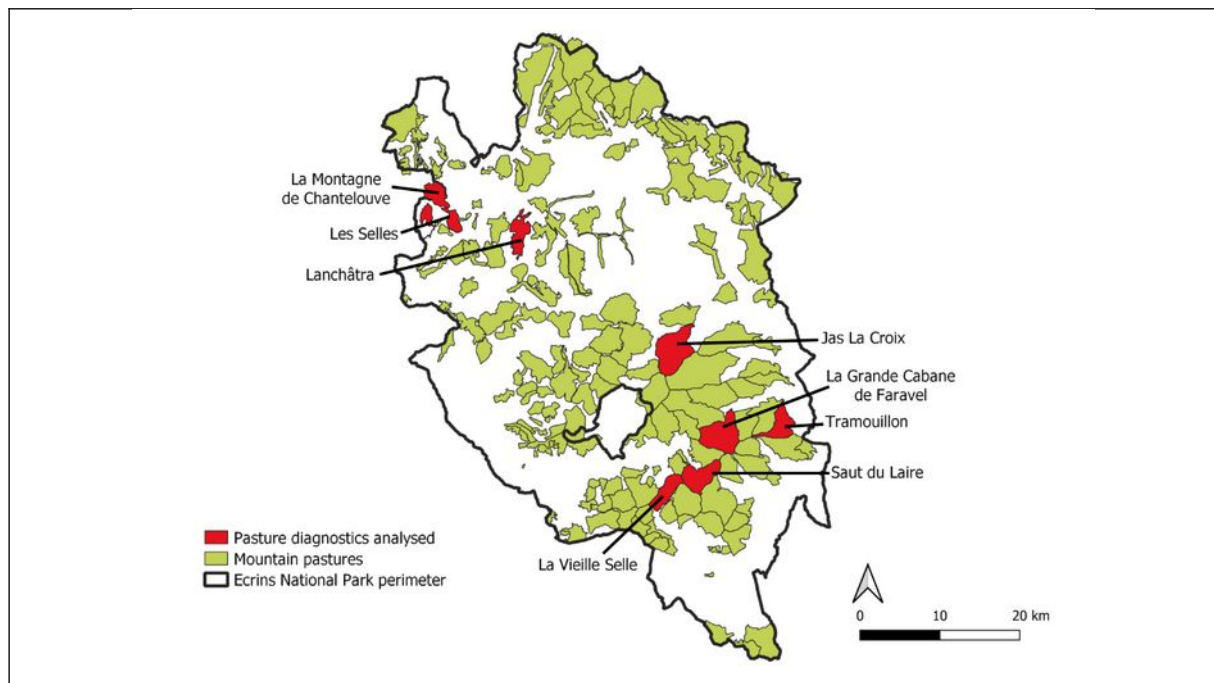 La Montagne
de Chantelouve
Les Selles
Lanchâtra
Jas La Croix
La Grande Cabane
de Faravel
Tramouillon
Saut du Laire
La Vieille Selle
Pasture diagnostics analysed
Mountain pastures
Ecrins National Park perimeter
0 10 20 km